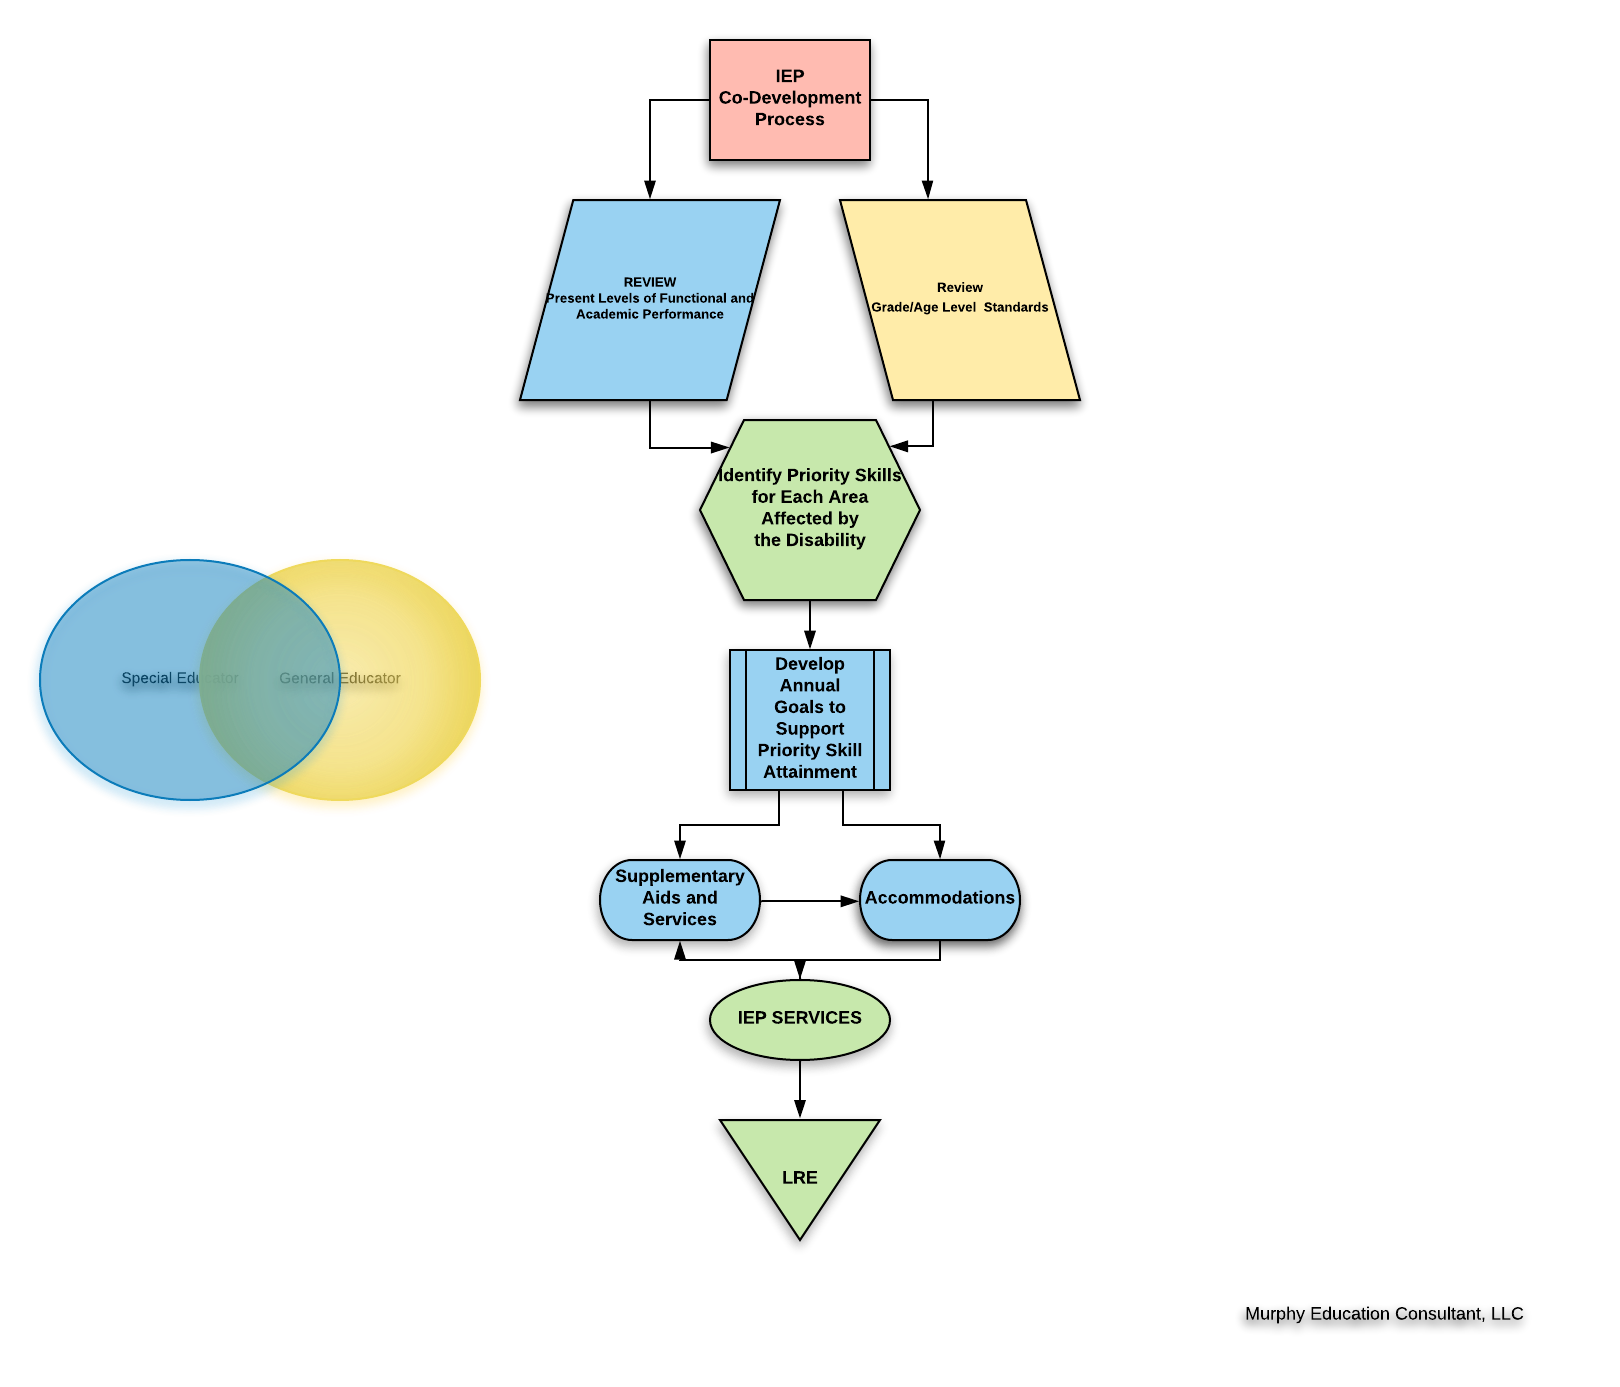 IEP
Co-Development
Process
REVIEW
Present Levels of Functional and
Academic Performance
Review
Grade/Age Level  Standards
Identify Priority Skills
for Each Area
Affected by
the Disability
Special Educator
General Educator
Develop
Annual
Goals to
Support
Priority Skill
Attainment
Supplementary
Aids and
Services
Accommodations
IEP SERVICES
LRE
Murphy Education Consultant, LLC